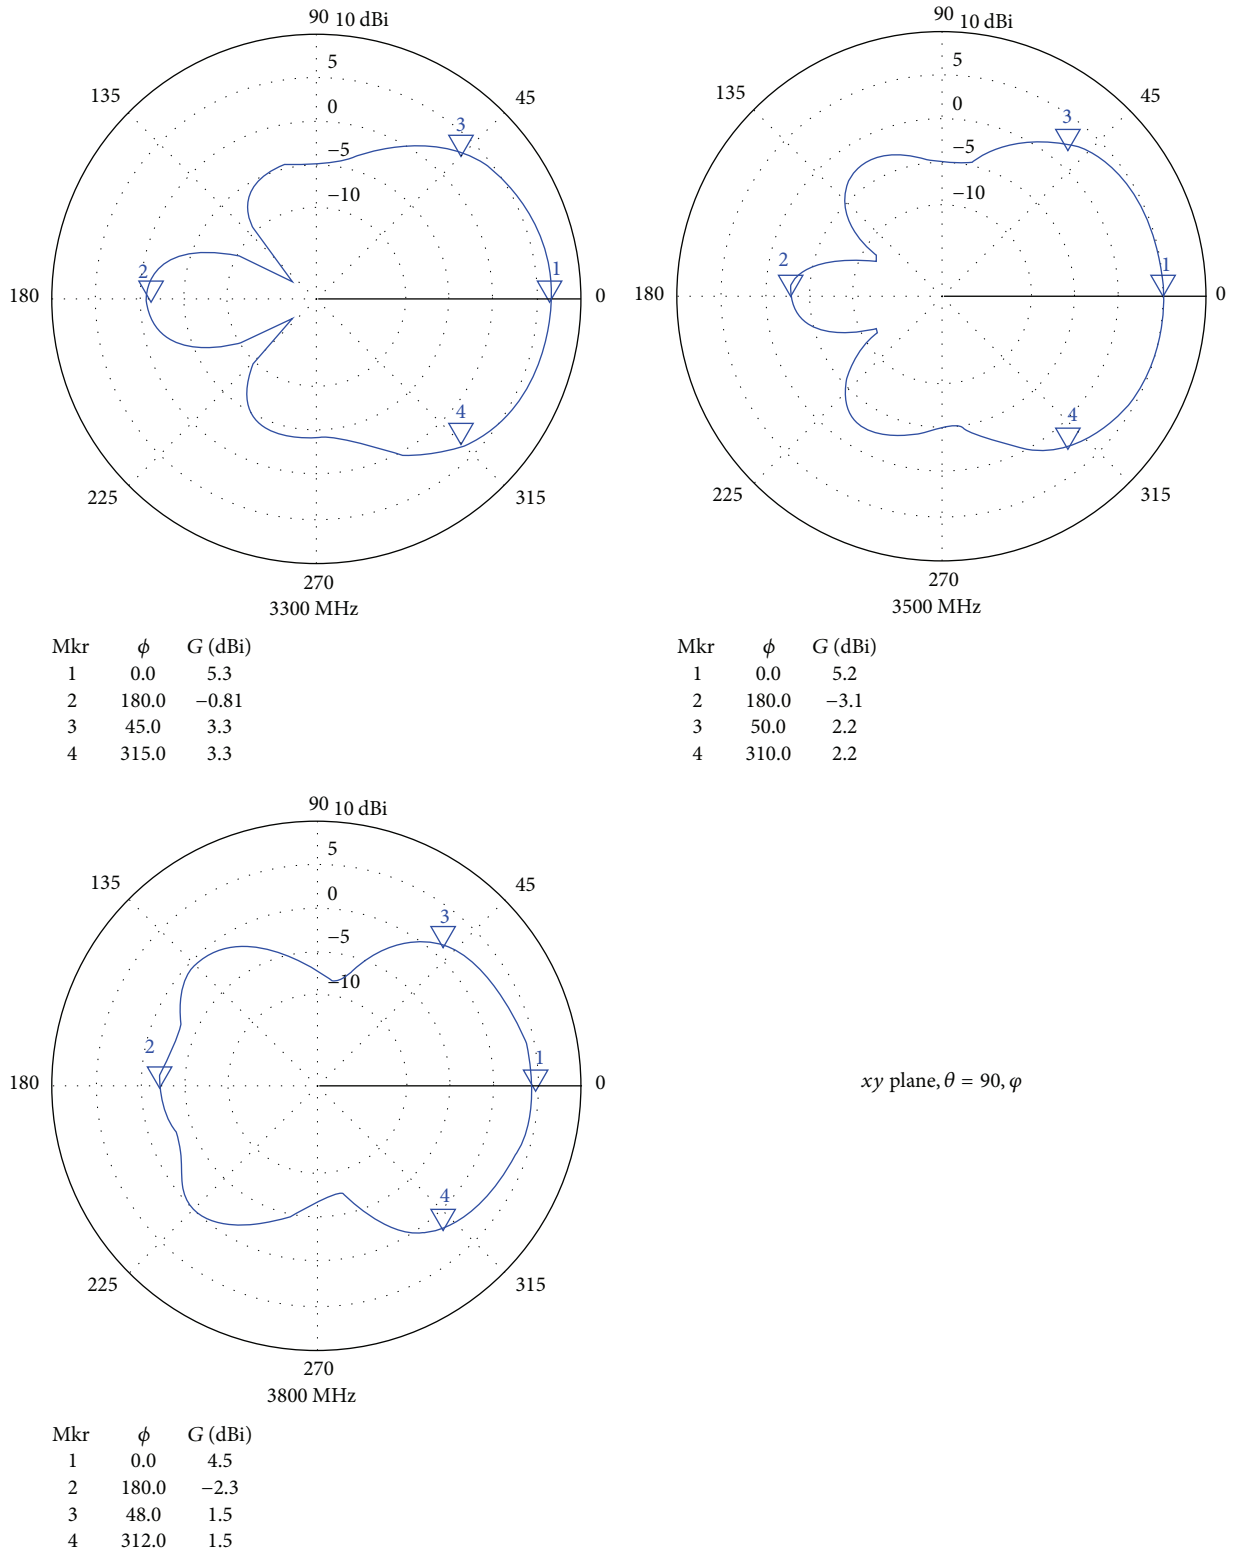 90 10 dBi
5
0
−5
−10
135
45
3
2
1
180
0
4
225
315
270
3300 MHz
Mkr ϕ G (dBi)
1 0.0 5.3
2 180.0 −0.81
3 45.0 3.3
4 315.0 3.3
90 10 dBi
5
0
−5
−10
135
45
3
2
1
180
0
4
225
315
270
3500 MHz
Mkr ϕ G (dBi)
1 0.0 5.2
2 180.0 −3.1
3 50.0 2.2
4 310.0 2.2
90 10 dBi
5
0
−5
−10
135
45
3
2
1
180
0
4
225
315
270
3800 MHz
Mkr ϕ G (dBi)
1 0.0 4.5
2 180.0 −2.3
3 48.0 1.5
4 312.0 1.5
xy plane, θ = 90, φ